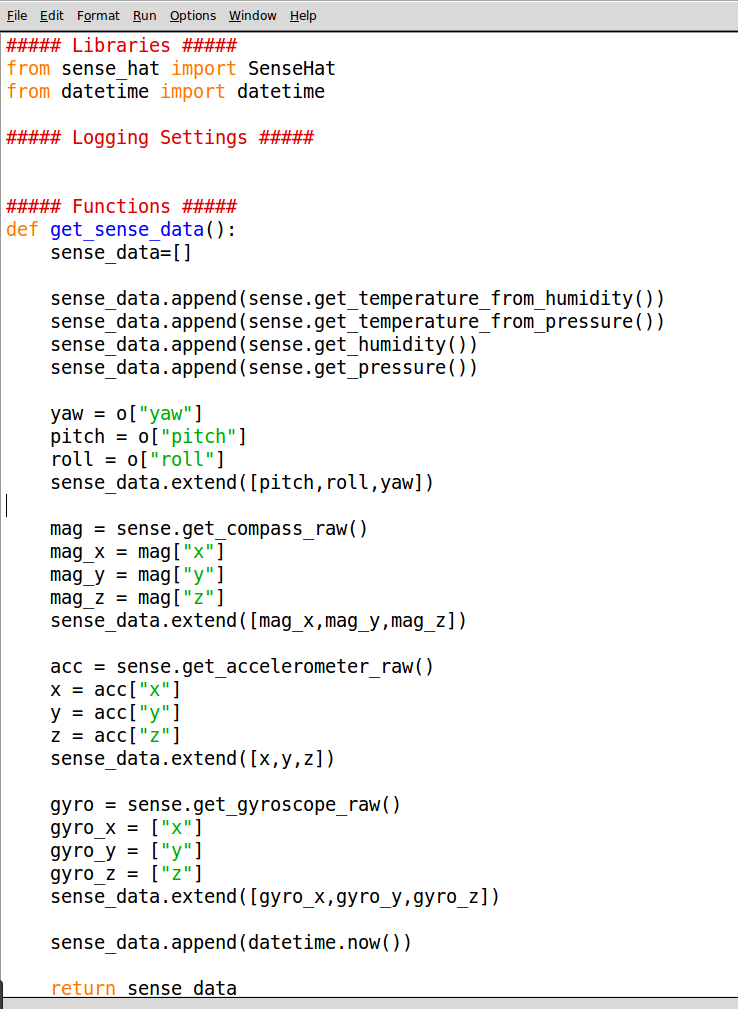 File Edit Format Run Options Window Help
##### Libraries #####
from sense_hat import SenseHat
from datetime import datetime
##### Logging Settings #####
##### Functions #####
def get_sense_data():
    sense_data=[]
    sense_data.append(sense.get_temperature_from_humidity())
    sense_data.append(sense.get_temperature_from_pressure())
    sense_data.append(sense.get_humidity())
    sense_data.append(sense.get_pressure())
    yaw = o["yaw"]
    pitch = o["pitch"]
    roll = o["roll"]
    sense_data.extend([pitch,roll,yaw])
    mag = sense.get_compass_raw()
    mag_x = mag["x"]
    mag_y = mag["y"]
    mag_z = mag["z"]
    sense_data.extend([mag_x,mag_y,mag_z])
    acc = sense.get_accelerometer_raw()
    x = acc["x"]
    y = acc["y"]
    z = acc["z"]
    sense_data.extend([x,y,z])
    gyro = sense.get_gyroscope_raw()
    gyro_x = ["x"]
    gyro_y = ["y"]
    gyro_z = ["z"]
    sense_data.extend([gyro_x,gyro_y,gyro_z])
    sense_data.append(datetime.now())
    return sense_data